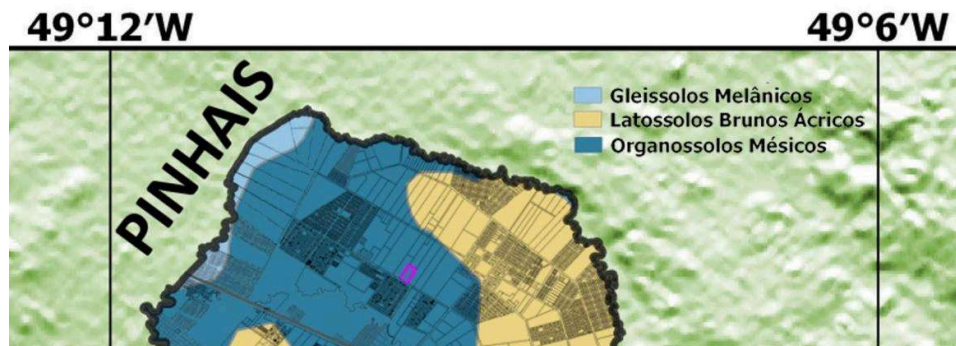 49°12'W
49°6'W
PINHAIS
Gleissolos Melânicos
Latossolos Brunos Ácricos
Organossolos Mésicos